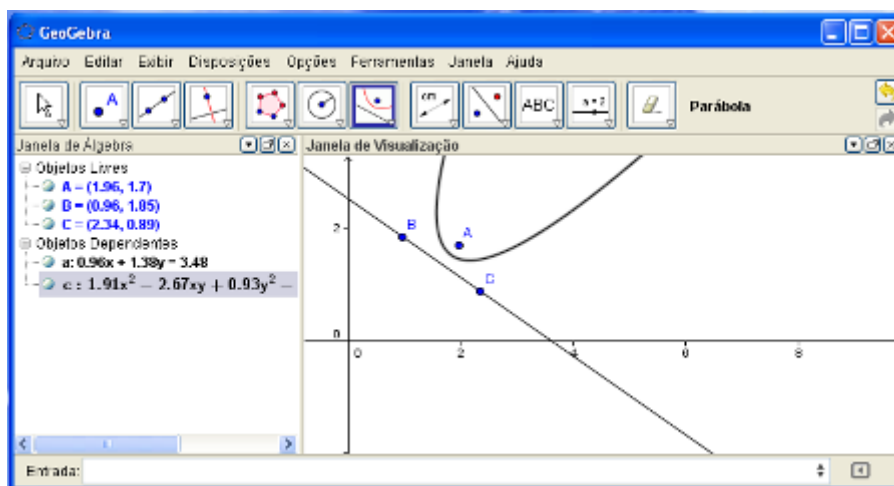 GeoGebra
Arquivo Editar Exibir Disposições Opções Ferramentas Janela Ajuda
A cm ABC a = 2 Parábola
Janela de Álgebra
Objetos Livres
A = (1.96, 1.7)
B = (0.96, 1.85)
C = (2.34, 0.89)
Objetos Dependentes
a: 0.96x + 1.38y = 3.48
c : 1.91x² − 2.67xy + 0.93y² −
Janela de Visualização
2
B
A
C
0
0 2 4 6 8
Entrada: